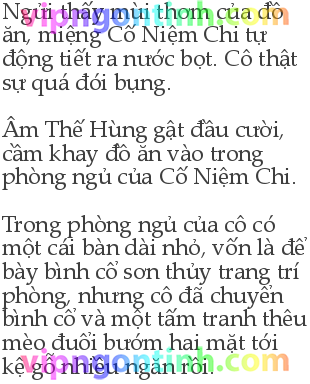 Ngửi thấy mùi thơm của đồ
ăn, miệng Cố Niệm Chi tự
động tiết ra nước bọt. Cô thật
sự quá đói bụng.
Âm Thế Hùng gật đầu cười,
cầm khay đồ ăn vào trong
phòng ngủ của Cố Niệm Chi.
Trong phòng ngủ của cô có
một cái bàn dài nhỏ, vốn là để
bày bình cổ sơn thủy trang trí
phòng, nhưng cô đã chuyển
bình cổ và một tấm tranh thêu
mèo đuổi bướm hai mặt tới
kệ gỗ nhiều ngăn rồi.
vipngontinh.com
vipngontinh.com